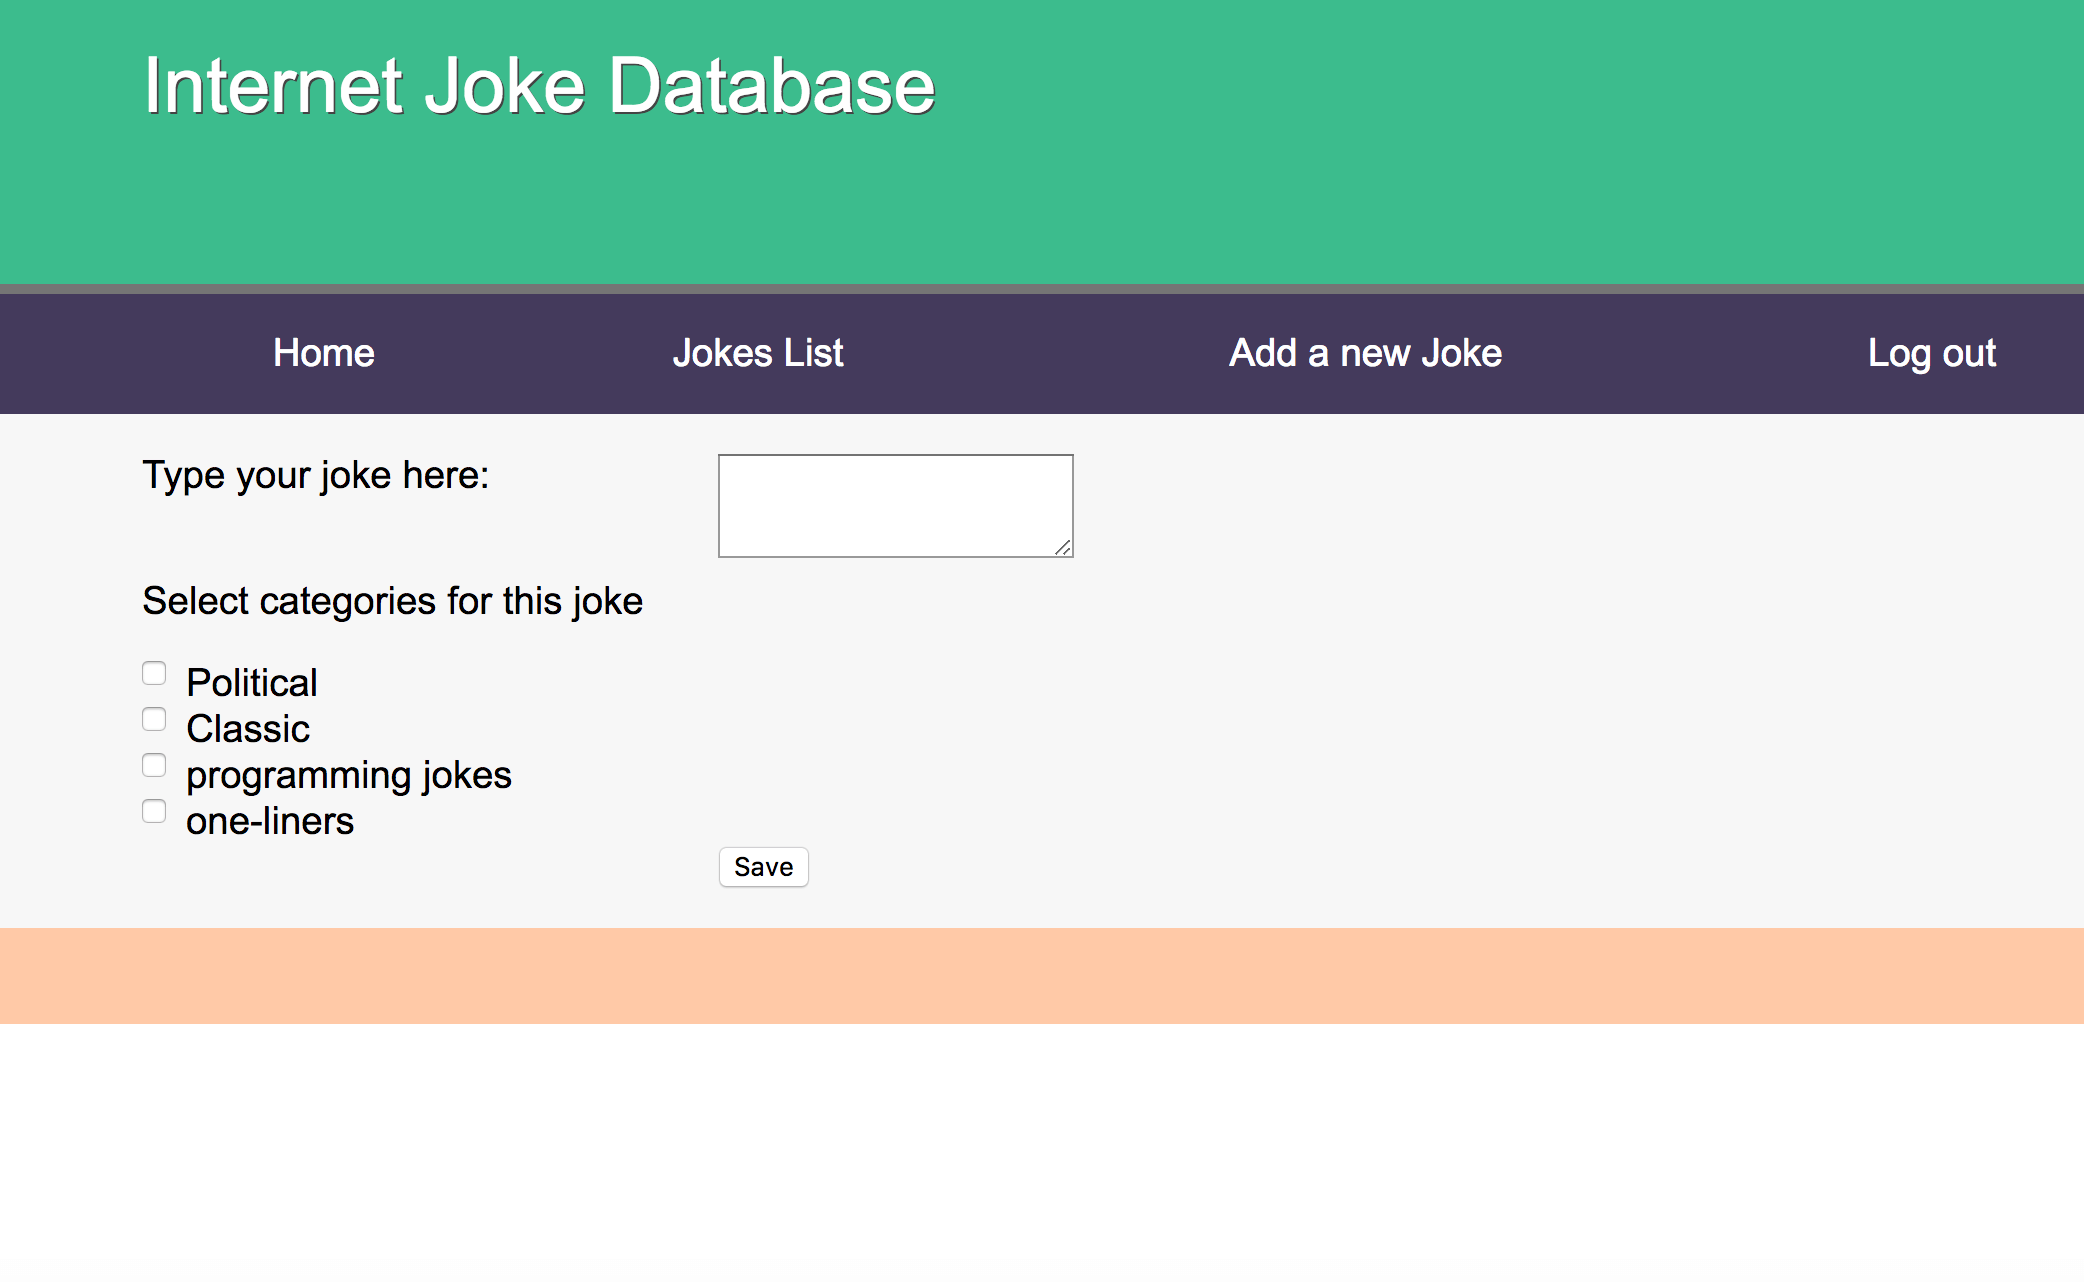 Internet Joke Database
Home Jokes List Add a new Joke Log out
Type your joke here:
Select categories for this joke
Political
Classic
programming jokes
one-liners
Save